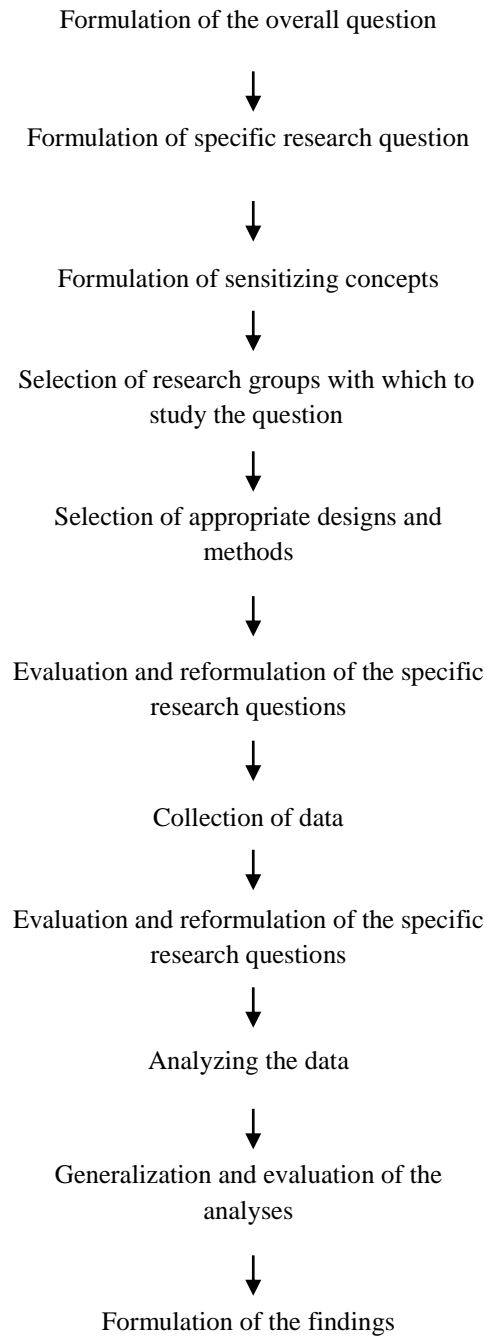 Formulation of the overall question
Formulation of specific research question
Formulation of sensitizing concepts
Selection of research groups with which to
study the question
Selection of appropriate designs and
methods
Evaluation and reformulation of the specific
research questions
Collection of data
Evaluation and reformulation of the specific
research questions
Analyzing the data
Generalization and evaluation of the
analyses
Formulation of the findings